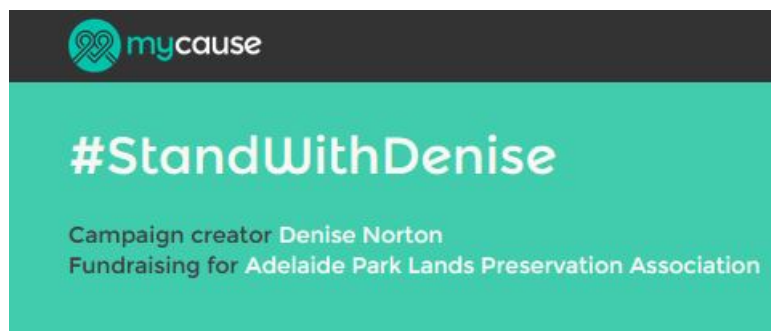 mycause
#StandWithDenise
Campaign creator Denise Norton
Fundraising for Adelaide Park Lands Preservation Association